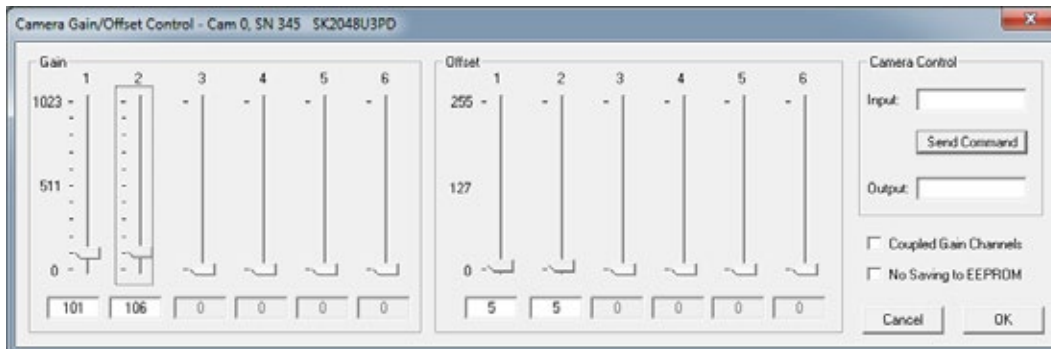 Camera Gain/Offset Control - Cam 0, SN 345 SK2048U3PD
Gain
1 2 3 4 5 6
1023
511
0
101 106 0 0 0 0
Offset
1 2 3 4 5 6
255
127
0
5 5 0 0 0 0
Camera Control
Input:
Send Command
Output:
Coupled Gain Channels
No Saving to EEPROM
Cancel OK